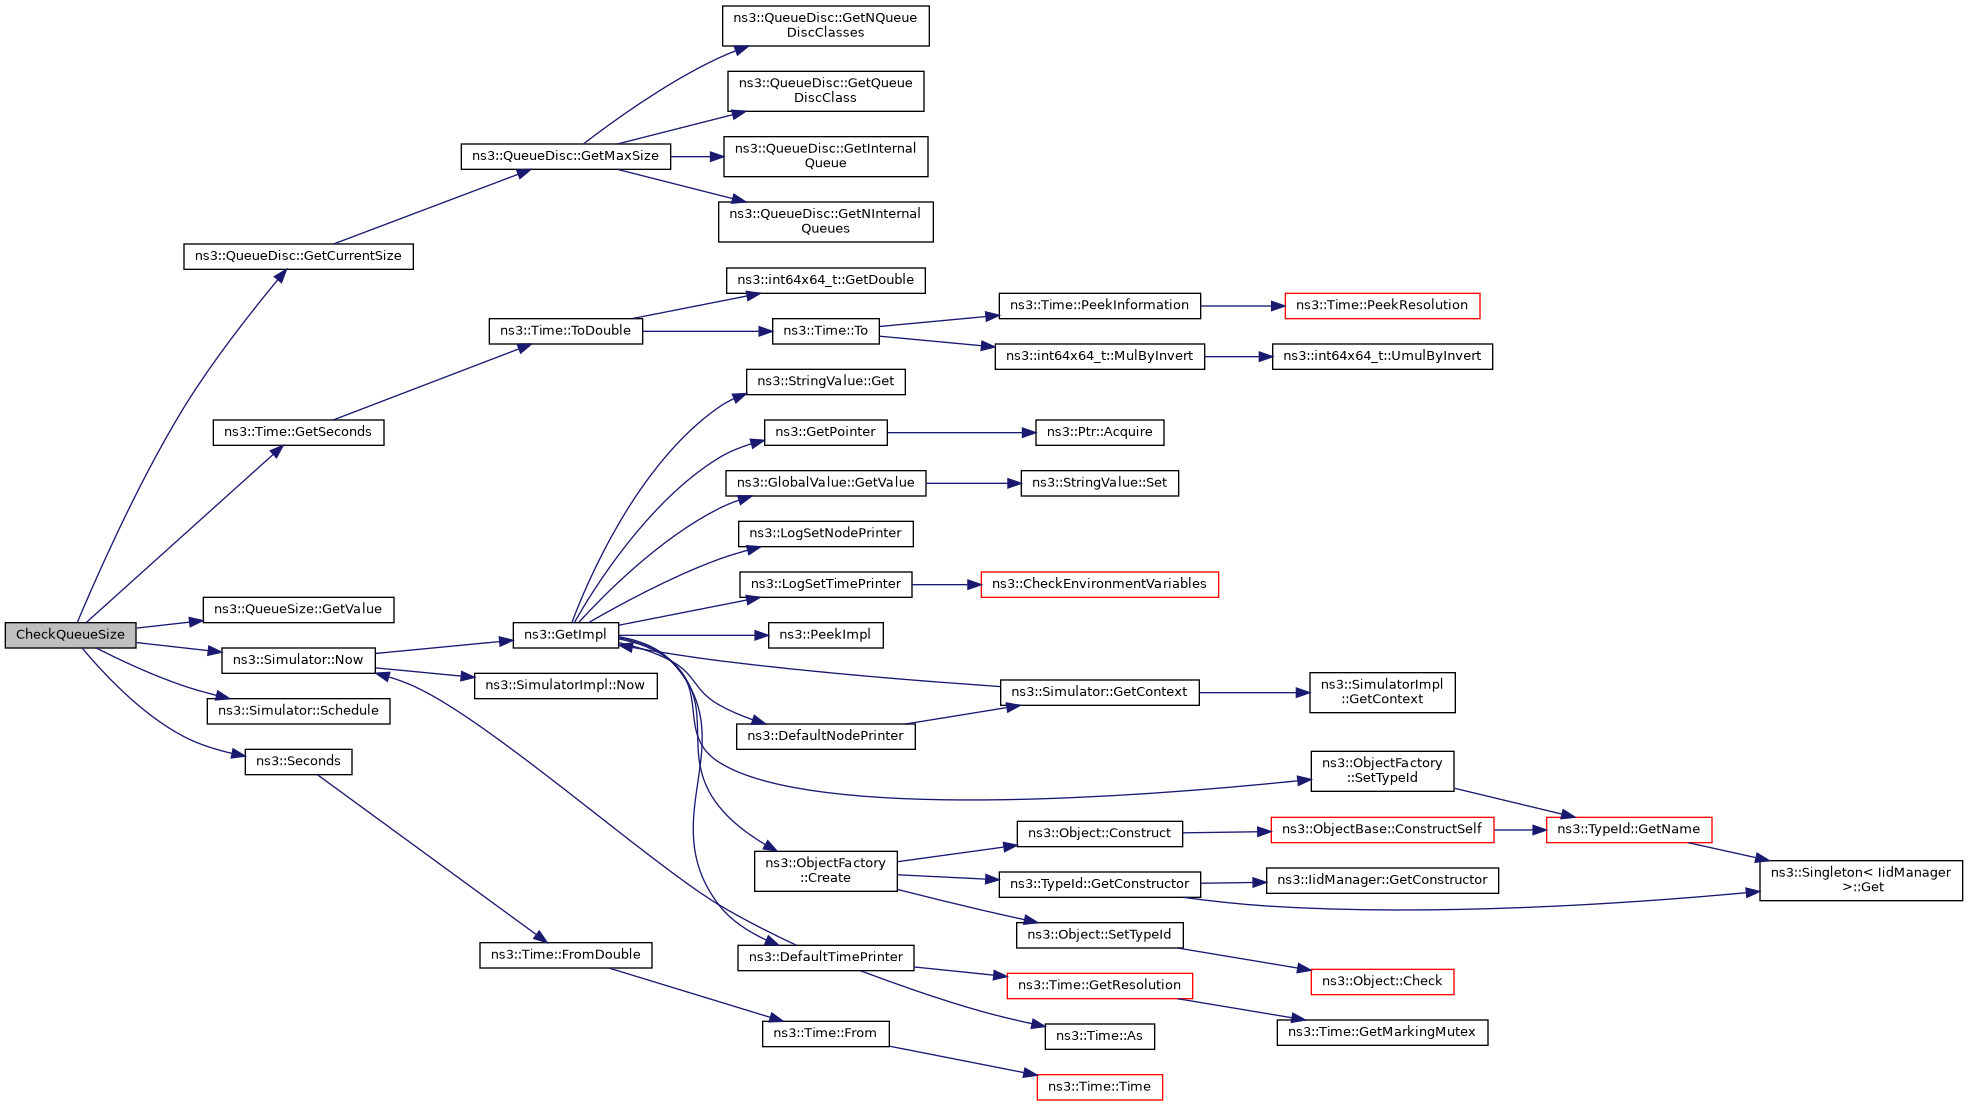 ns3::QueueDisc::GetNQueue
DiscClasses
ns3::QueueDisc::GetQueue
DiscClass
ns3::QueueDisc::GetMaxSize
ns3::QueueDisc::GetInternal
Queue
ns3::QueueDisc::GetNInternal
Queues
ns3::QueueDisc::GetCurrentSize
ns3::int64x64_t::GetDouble
ns3::Time::PeekInformation
ns3::Time::PeekResolution
ns3::Time::ToDouble
ns3::Time::To
ns3::int64x64_t::MulByInvert
ns3::int64x64_t::UmulByInvert
ns3::StringValue::Get
ns3::Time::GetSeconds
ns3::GetPointer
ns3::Ptr::Acquire
ns3::GlobalValue::GetValue
ns3::StringValue::Set
ns3::LogSetNodePrinter
ns3::LogSetTimePrinter
ns3::CheckEnvironmentVariables
ns3::QueueSize::GetValue
CheckQueueSize
ns3::GetImpl
ns3::PeekImpl
ns3::Simulator::Now
ns3::SimulatorImpl::Now
ns3::Simulator::GetContext
ns3::SimulatorImpl
::GetContext
ns3::Simulator::Schedule
ns3::DefaultNodePrinter
ns3::Seconds
ns3::ObjectFactory
::SetTypeId
ns3::Object::Construct
ns3::ObjectBase::ConstructSelf
ns3::TypeId::GetName
ns3::ObjectFactory
::Create
ns3::TypeId::GetConstructor
ns3::IidManager::GetConstructor
ns3::Singleton< IidManager
>::Get
ns3::Object::SetTypeId
ns3::Time::FromDouble
ns3::DefaultTimePrinter
ns3::Object::Check
ns3::Time::GetResolution
ns3::Time::From
ns3::Time::As
ns3::Time::GetMarkingMutex
ns3::Time::Time